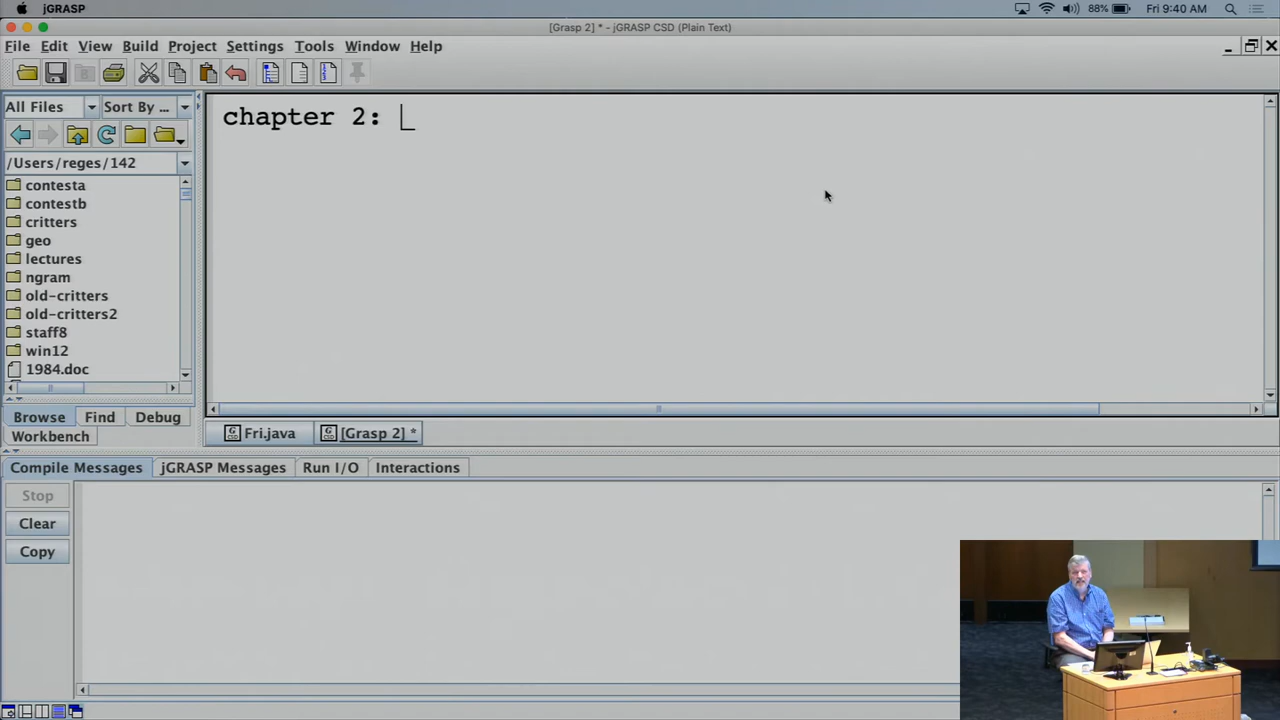 jGRASP
88%
Fri 9:40 AM
[Grasp 2] * - jGRASP CSD (Plain Text)
File Edit View Build Project Settings Tools Window Help
All Files
Sort By ...
/Users/reges/142
contesta
contestb
critters
geo
lectures
ngram
old-critters
old-critters2
staff8
win12
1984.doc
Browse Find Debug
Workbench
chapter 2:
Fri.java
[Grasp 2] *
Compile Messages jGRASP Messages Run I/O Interactions
Stop
Clear
Copy